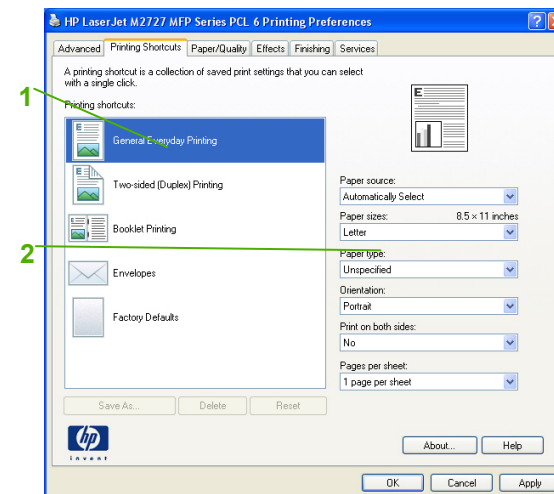 HP LaserJet M2727 MFP Series PCL 6 Printing Preferences
Advanced Printing Shortcuts Paper/Quality Effects Finishing Services
A printing shortcut is a collection of saved print settings that you can select
with a single click.
1
Printing shortcuts:
E
E
General Everyday Printing
E
Two-sided (Duplex) Printing
Booklet Printing
2
Envelopes
Factory Defaults
Paper source:
Automatically Select
Paper sizes: 8.5 × 11 inches
Letter
Paper type:
Unspecified
Orientation:
Portrait
Print on both sides:
No
Pages per sheet:
1 page per sheet
Save As... Delete Reset
hp
invent
About... Help
OK Cancel Apply